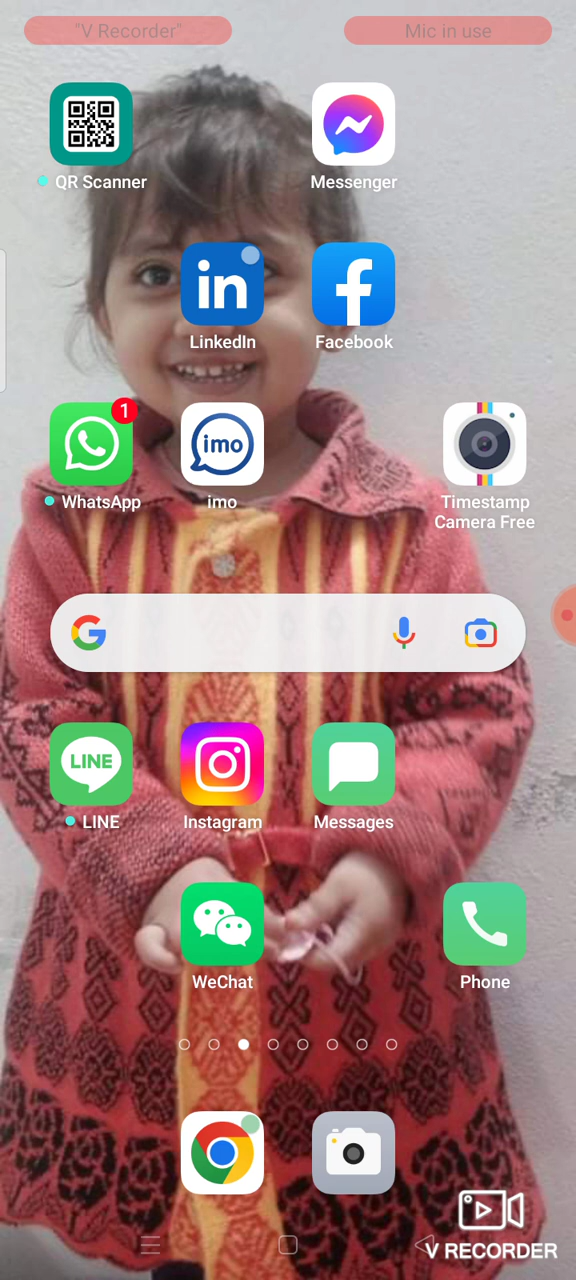 "V Recorder" Mic in use
QR Scanner Messenger
in
LinkedIn Facebook
1
imo
WhatsApp imo Timestamp
Camera Free
LINE
LINE Instagram Messages
WeChat Phone
V RECORDER